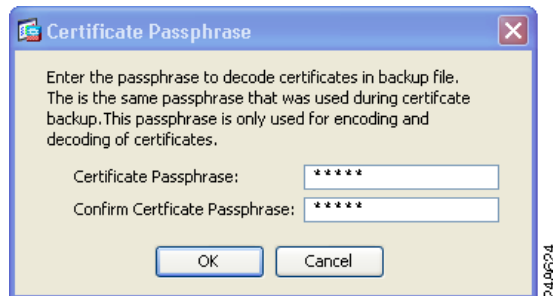 Certificate Passphrase
Enter the passphrase to decode certificates in backup file.
The is the same passphrase that was used during certifcate
backup.This passphrase is only used for encoding and
decoding of certificates.
Certificate Passphrase: *****
Confirm Certficate Passphrase: *****
OK Cancel
249624